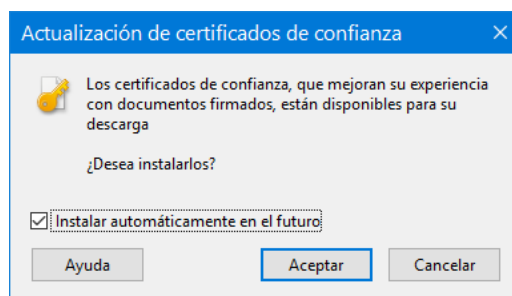 Actualización de certificados de confianza
Los certificados de confianza, que mejoran su experiencia
con documentos firmados, están disponibles para su
descarga
¿Desea instalarlos?
Instalar automáticamente en el futuro
Ayuda
Aceptar
Cancelar